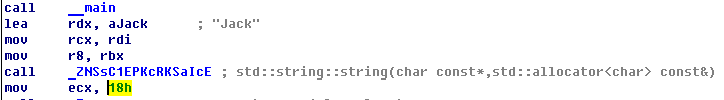 call __main
lea rdx, aJack ; "Jack"
mov rcx, rdi
mov r8, rbx
call _ZNSsC1EPKcRKSaIcE ; std::string::string(char const*,std::allocator<char> const&)
mov ecx, 18h